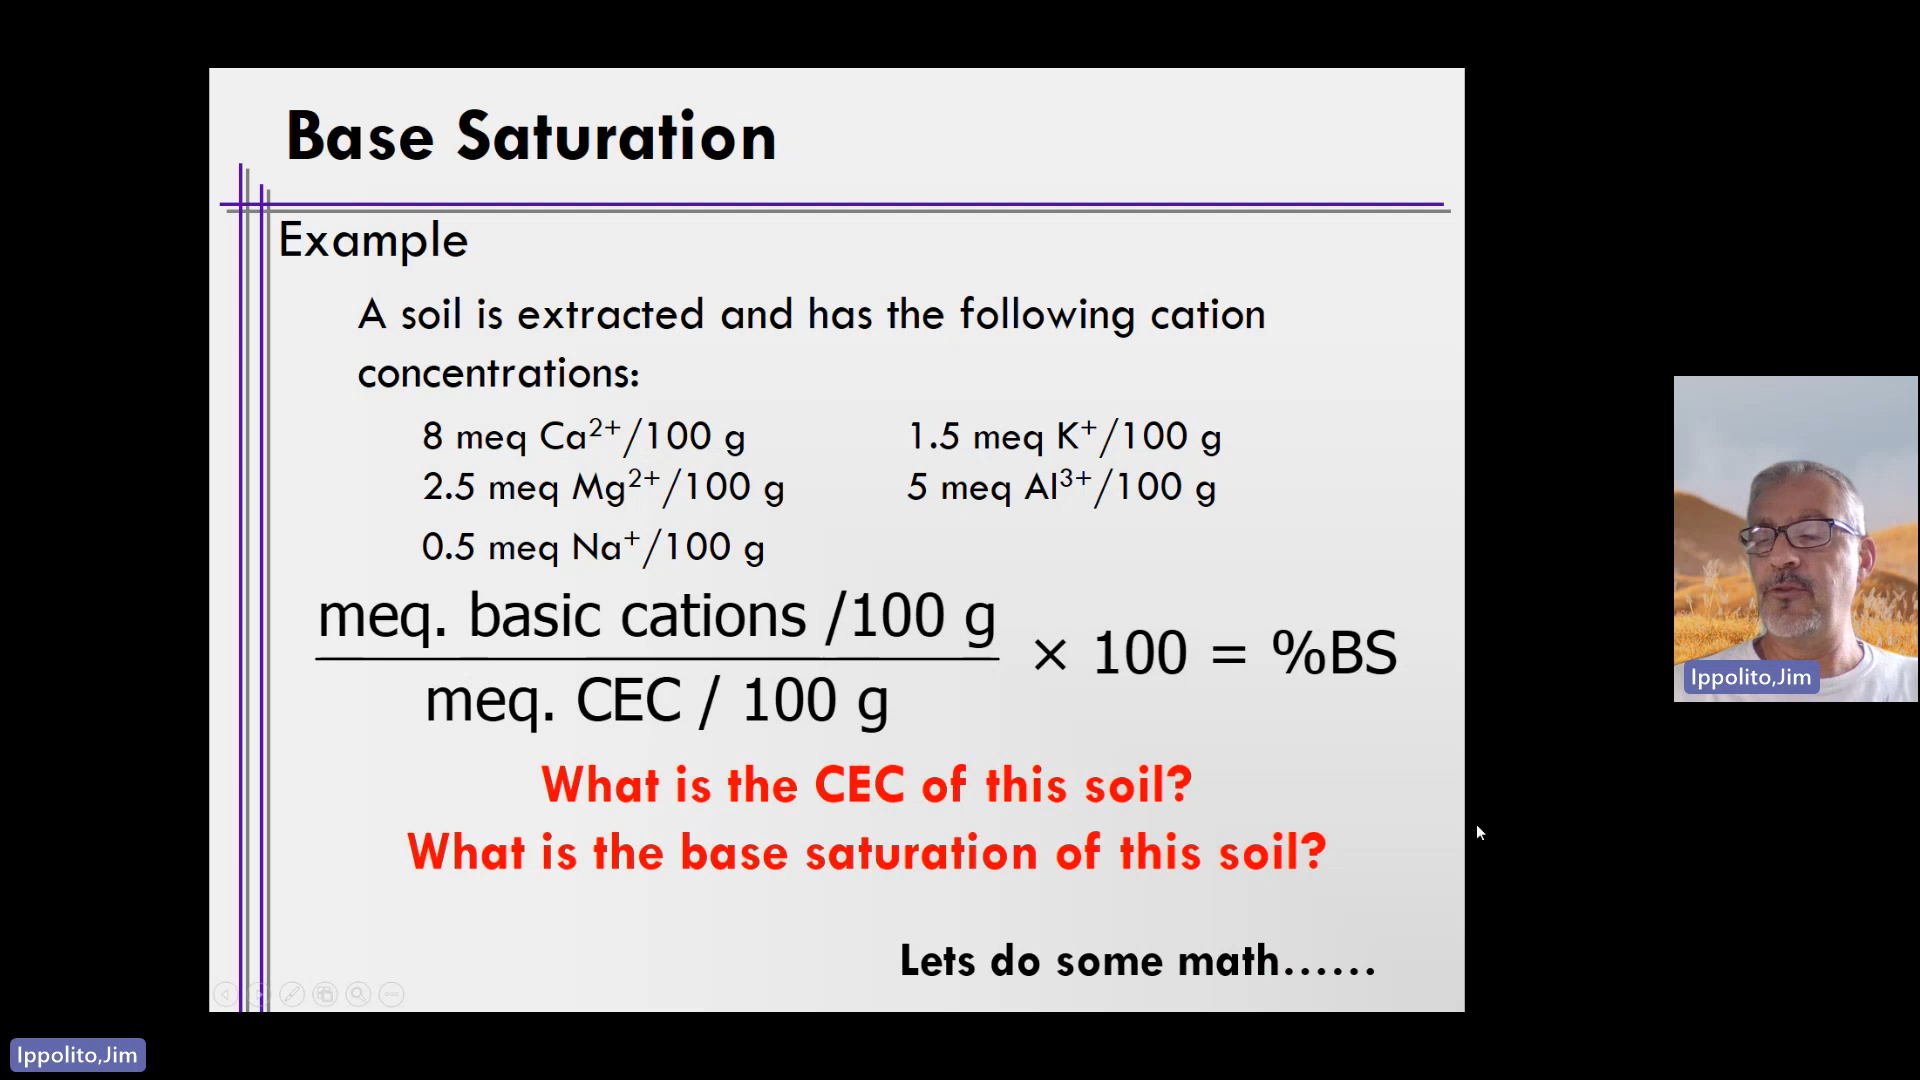 Base Saturation
Example
A soil is extracted and has the following cation
concentrations:
8 meq Ca²⁺/100 g
1.5 meq K⁺/100 g
2.5 meq Mg²⁺/100 g
5 meq Al³⁺/100 g
0.5 meq Na⁺/100 g
meq. basic cations /100 g
meq. CEC / 100 g
× 100 = %BS
What is the CEC of this soil?
What is the base saturation of this soil?
Lets do some math......
Ippolito,Jim
Ippolito,Jim